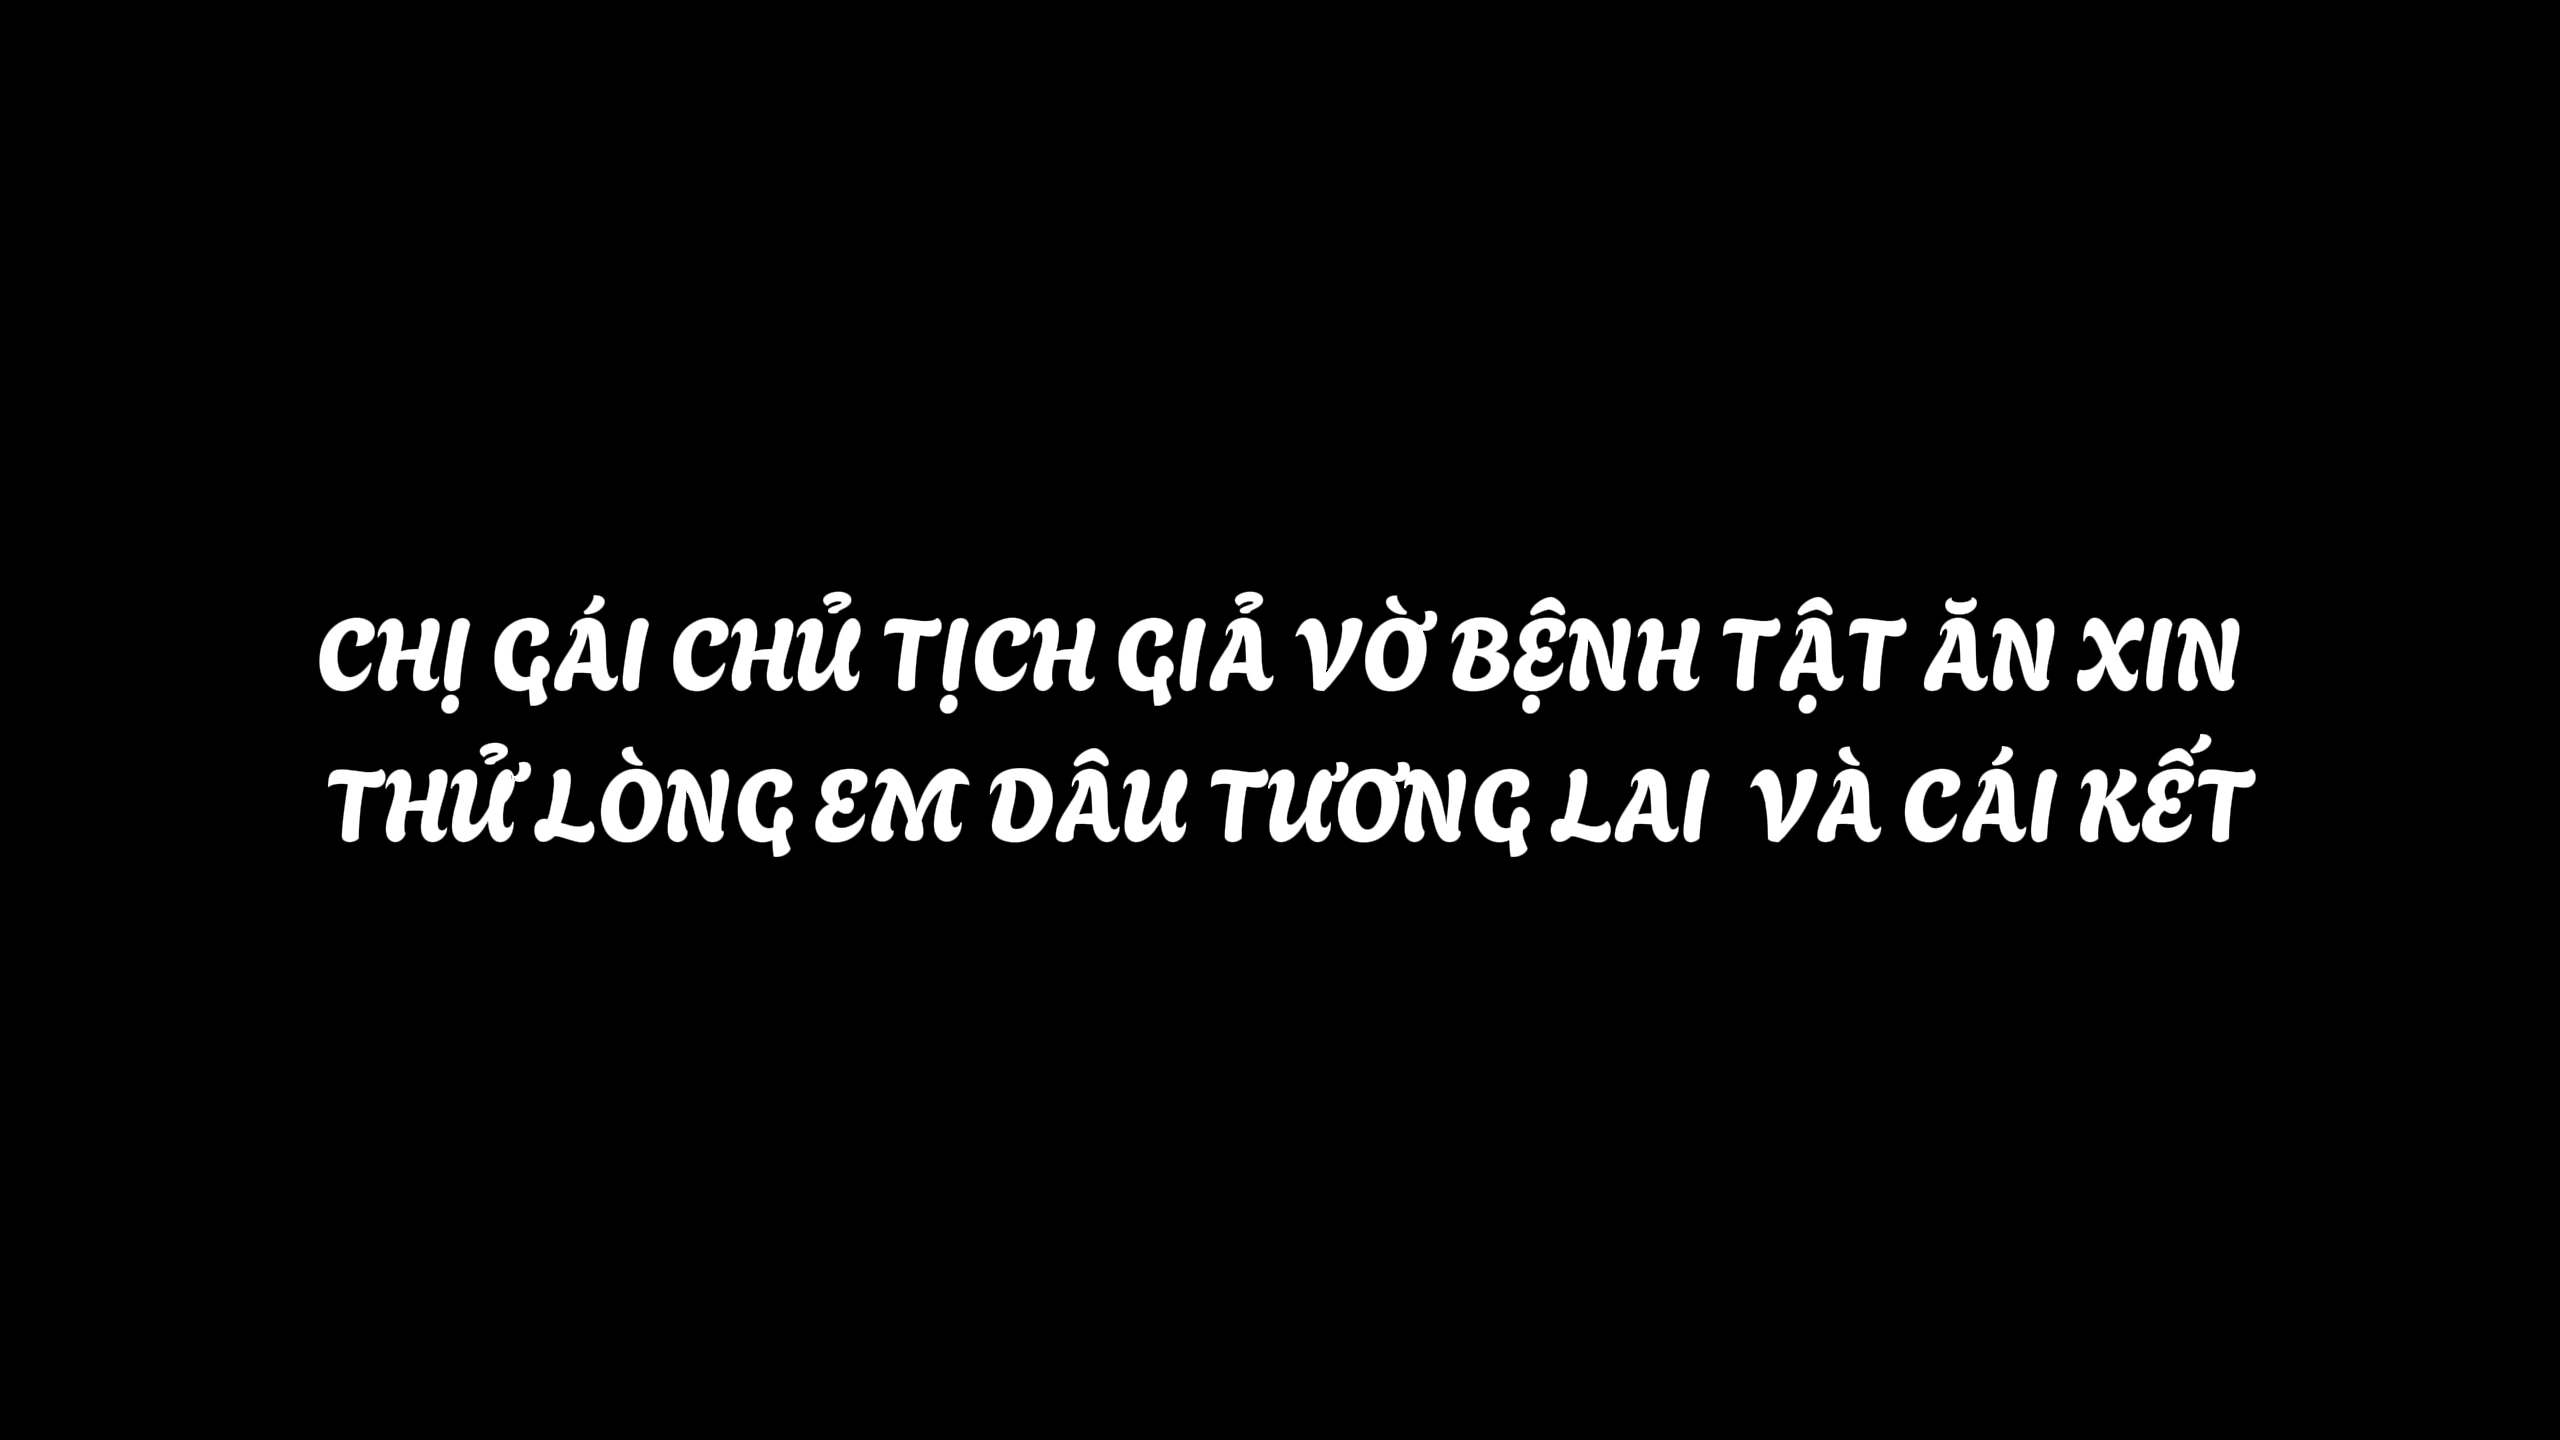 CHỊ GÁI CHỦ TỊCH GIẢ VỜ BỆNH TẬT ĂN XIN
THỬ LÒNG EM DÂU TƯƠNG LAI VÀ CÁI KẾT